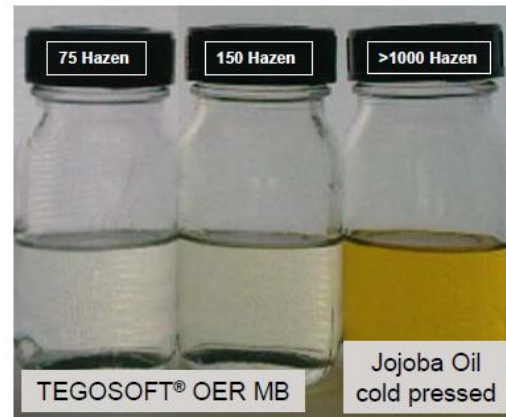 75 Hazen
150 Hazen
>1000 Hazen
TEGOSOFT® OER MB
Jojoba Oil
cold pressed